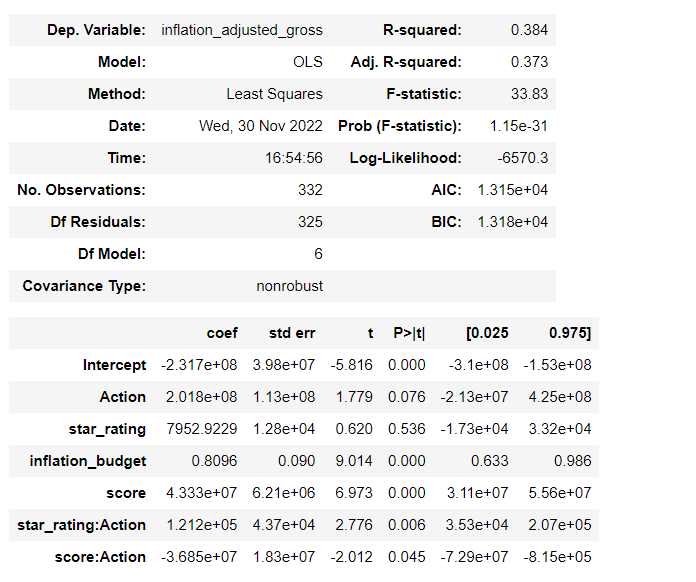 Dep. Variable: inflation_adjusted_gross R-squared: 0.384
Model: OLS Adj. R-squared: 0.373
Method: Least Squares F-statistic: 33.83
Date: Wed, 30 Nov 2022 Prob (F-statistic): 1.15e-31
Time: 16:54:56 Log-Likelihood: -6570.3
No. Observations: 332 AIC: 1.315e+04
Df Residuals: 325 BIC: 1.318e+04
Df Model: 6
Covariance Type: nonrobust
coef std err t P>|t| [0.025 0.975]
Intercept -2.317e+08 3.98e+07 -5.816 0.000 -3.1e+08 -1.53e+08
Action 2.018e+08 1.13e+08 1.779 0.076 -2.13e+07 4.25e+08
star_rating 7952.9229 1.28e+04 0.620 0.536 -1.73e+04 3.32e+04
inflation_budget 0.8096 0.090 9.014 0.000 0.633 0.986
score 4.333e+07 6.21e+06 6.973 0.000 3.11e+07 5.56e+07
star_rating:Action 1.212e+05 4.37e+04 2.776 0.006 3.53e+04 2.07e+05
score:Action -3.685e+07 1.83e+07 -2.012 0.045 -7.29e+07 -8.15e+05